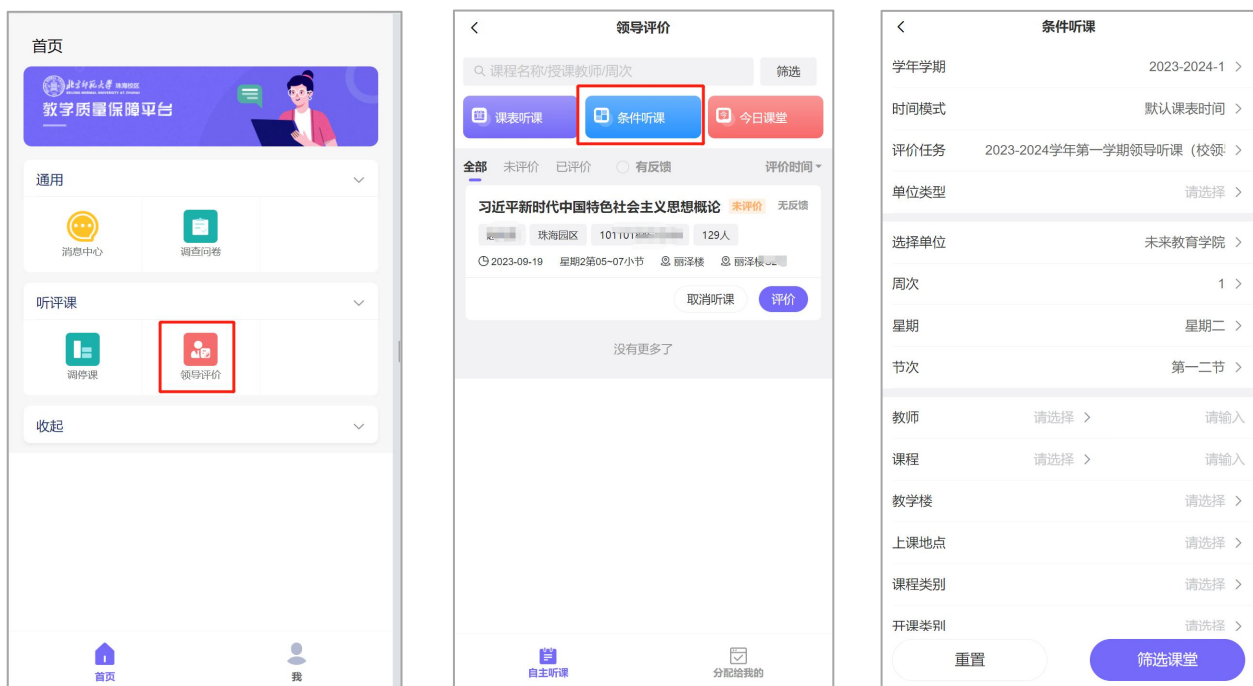 首页
北京师范大学 珠海校区
教学质量保障平台
通用
消息中心
调查问卷
听评课
调停课
领导评价
收起
首页
我
领导评价
课程名称/授课教师/周次
筛选
课表听课
条件听课
今日课堂
全部 未评价 已评价 有反馈 评价时间
习近平新时代中国特色社会主义思想概论 未评价 无反馈
珠海园区 101101 129人
2023-09-19 星期2第05~07小节 丽泽楼 丽泽楼
取消听课 评价
没有更多了
自主听课
分配给我的
条件听课
学年学期 2023-2024-1
时间模式 默认课表时间
评价任务 2023-2024学年第一学期领导听课（校领
单位类型 请选择
选择单位 未来教育学院
周次 1
星期 星期二
节次 第一二节
教师 请选择 请输入
课程 请选择 请输入
教学楼 请选择
上课地点 请选择
课程类别 请选择
开课类别 请选择
重置 筛选课堂